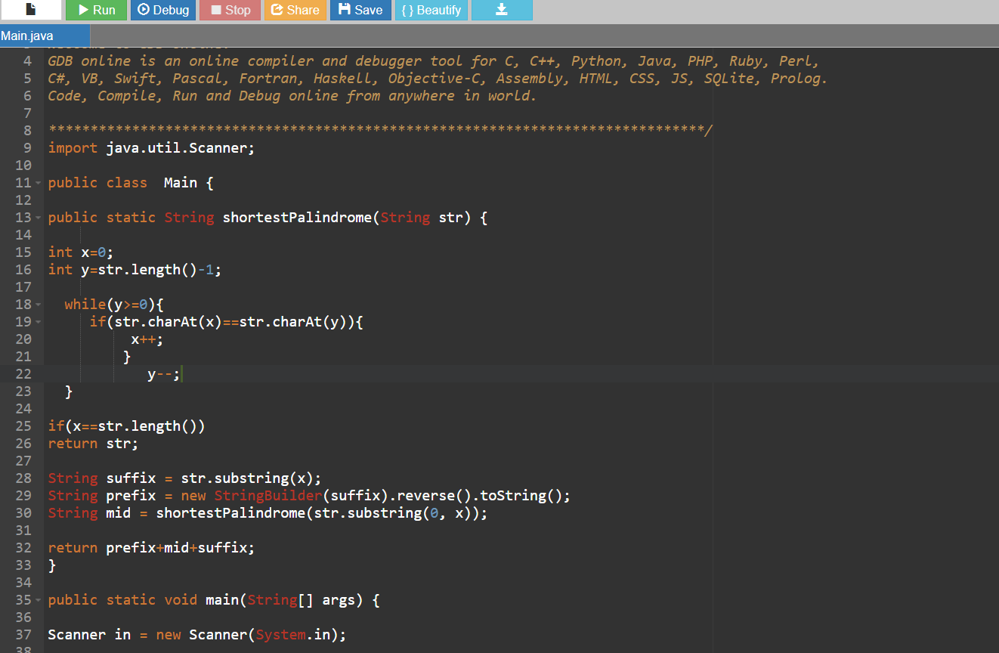 Run Debug Stop Share Save { } Beautify
Main.java
4 GDB online is an online compiler and debugger tool for C, C++, Python, Java, PHP, Ruby, Perl,
5 C#, VB, Swift, Pascal, Fortran, Haskell, Objective-C, Assembly, HTML, CSS, JS, SQLite, Prolog.
6 Code, Compile, Run and Debug online from anywhere in world.
7
8 *******************************************************************************/
9 import java.util.Scanner;
10
11 public class  Main {
12
13 public static String shortestPalindrome(String str) {
14
15 int x=0;
16 int y=str.length()-1;
17
18   while(y>=0){
19      if(str.charAt(x)==str.charAt(y)){
20           x++;
21          }
22             y--;
23   }
24
25 if(x==str.length())
26 return str;
27
28 String suffix = str.substring(x);
29 String prefix = new StringBuilder(suffix).reverse().toString();
30 String mid = shortestPalindrome(str.substring(0, x));
31
32 return prefix+mid+suffix;
33 }
34
35 public static void main(String[] args) {
36
37 Scanner in = new Scanner(System.in);
38